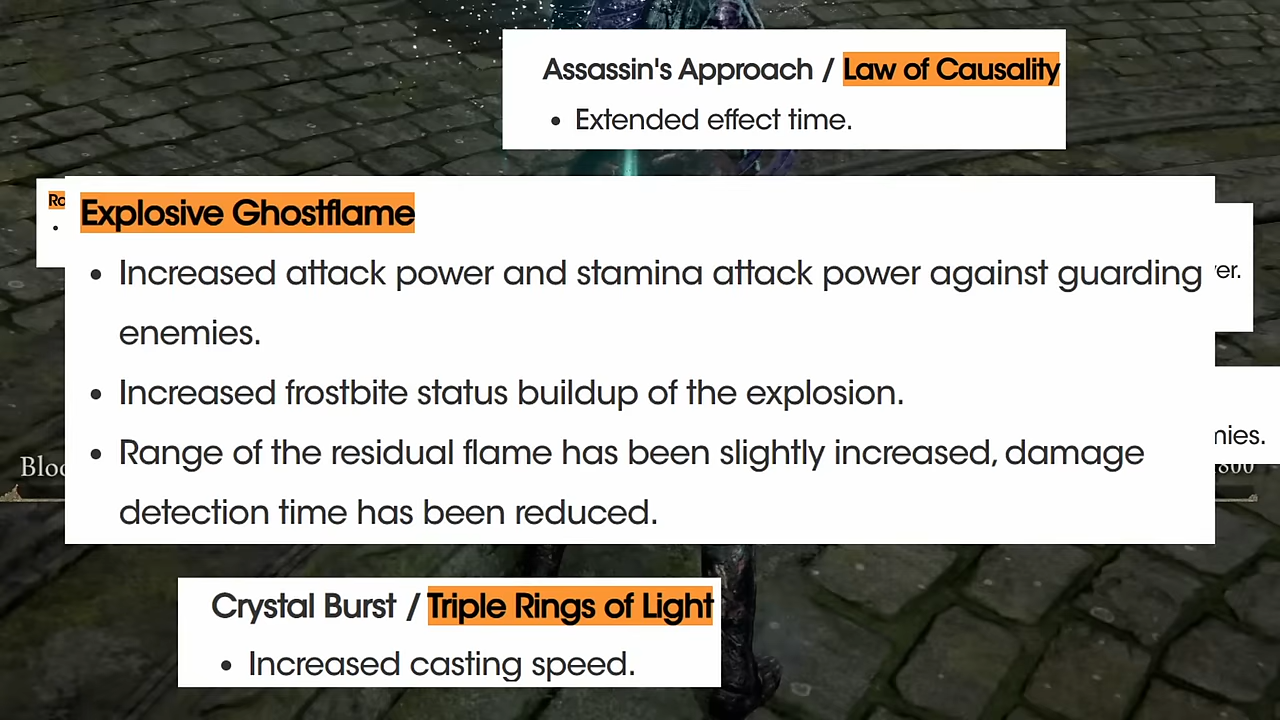 Assassin's Approach / Law of Causality
• Extended effect time.
Explosive Ghostflame
• Increased attack power and stamina attack power against guarding
enemies.
• Increased frostbite status buildup of the explosion.
• Range of the residual flame has been slightly increased, damage
detection time has been reduced.
Crystal Burst / Triple Rings of Light
• Increased casting speed.